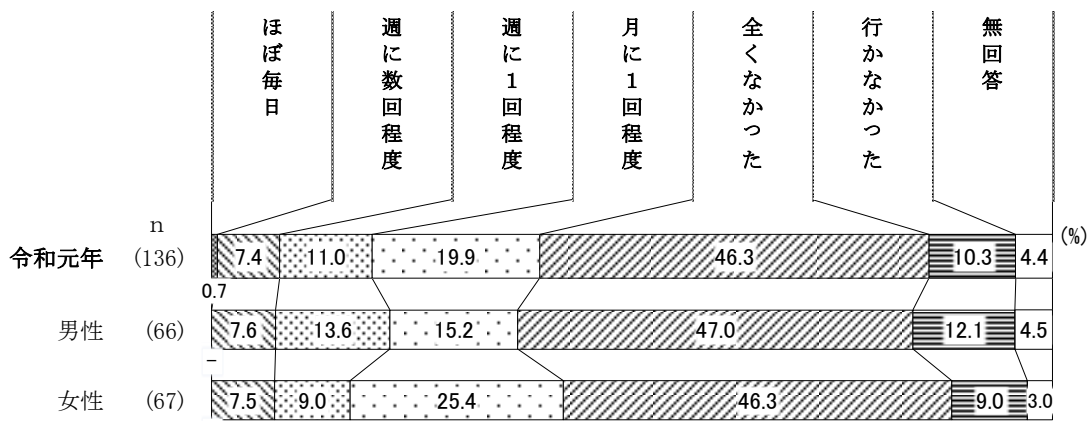 ほぼ毎日
週に数回程度
週に１回程度
月に１回程度
全くなかった
行かなかった
無回答
n
(%)
令和元年 (136) 7.4 11.0 19.9 46.3 10.3 4.4
0.7
男性 (66) 7.6 13.6 15.2 47.0 12.1 4.5
-
女性 (67) 7.5 9.0 25.4 46.3 9.0 3.0